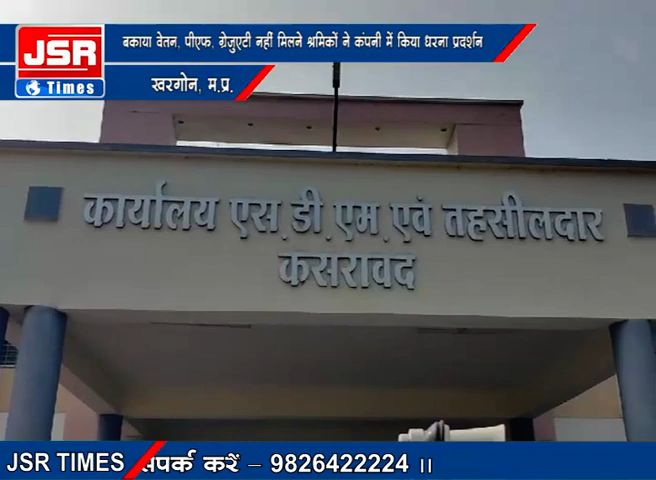 JSR
Times
बकाया वेतन, पीएफ, ग्रेजुएटी नहीं मिलने श्रमिकों ने कंपनी में किया धरना प्रदर्शन
खरगोन, म.प्र.
कार्यालय एस.डी.एम.एवं तहसीलदार
कसरावद
JSR TIMES संपर्क करें – 9826422224 ।।